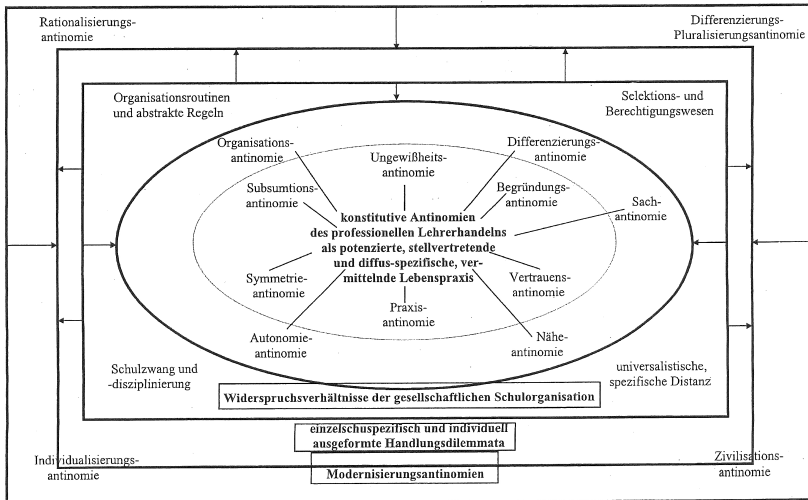 Rationalisierungs-
antinomie
Differenzierungs-
Pluralisierungsantinomie
Organisationsroutinen
und abstrakte Regeln
Selektions- und
Berechtigungswesen
Organisations-
antinomie
Ungewißheits-
antinomie
Differenzierungs-
antinomie
Subsumtions-
antinomie
Begründungs-
antinomie
Sach-
antinomie
konstitutive Antinomien
des professionellen Lehrerhandelns
als potenzierte, stellvertretende
und diffus-spezifische, ver-
mittelnde Lebenspraxis
Symmetrie-
antinomie
Vertrauens-
antinomie
Praxis-
antinomie
Autonomie-
antinomie
Nähe-
antinomie
Schulzwang und
-disziplinierung
universalistische,
spezifische Distanz
Widerspruchsverhältnisse der gesellschaftlichen Schulorganisation
einzelschuspezifisch und individuell
ausgeformte Handlungsdilemmata
Individualisierungs-
antinomie
Zivilisations-
antinomie
Modernisierungsantinomien